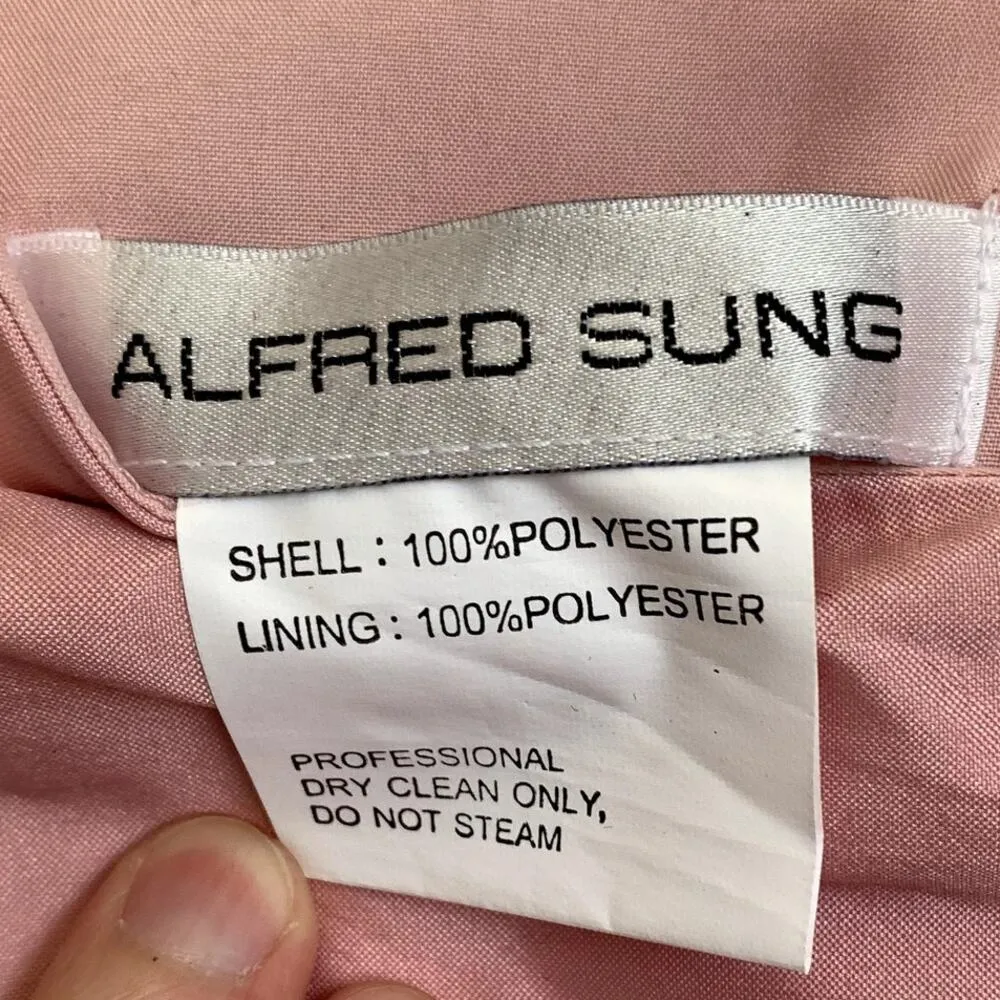 ALFRED SUNG
SHELL : 100%POLYESTER
LINING : 100%POLYESTER
PROFESSIONAL
DRY CLEAN ONLY,
DO NOT STEAM